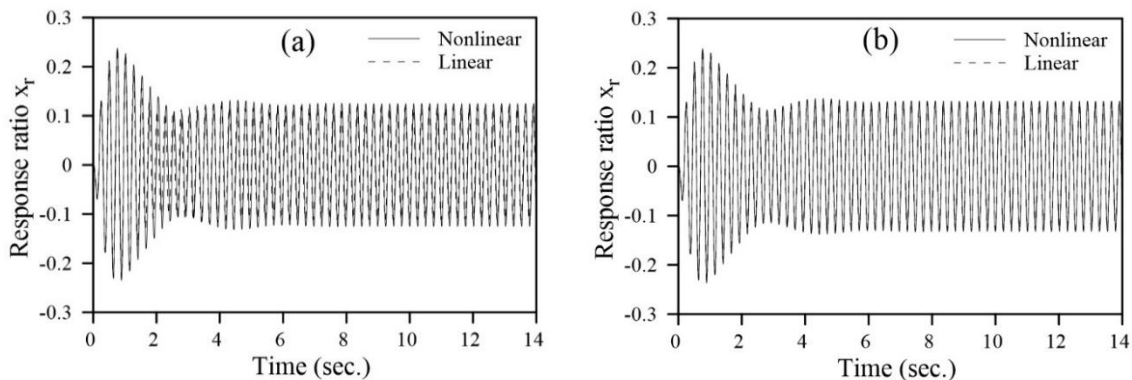 0.3
0.2
0.1
0
-0.1
-0.2
-0.3
Response ratio x_r
(a)
Nonlinear
Linear
0 2 4 6 8 10 12 14
Time (sec.)
0.3
0.2
0.1
0
-0.1
-0.2
-0.3
Response ratio x_r
(b)
Nonlinear
Linear
0 2 4 6 8 10 12 14
Time (sec.)